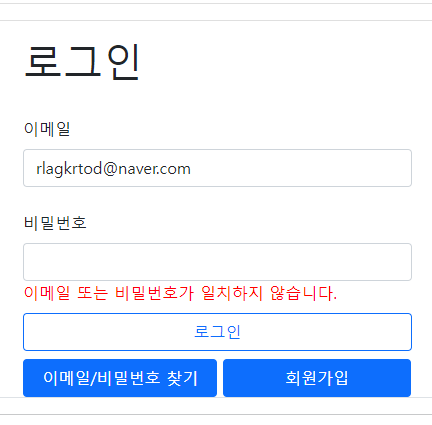 로그인
이메일
rlagkrtod@naver.com
비밀번호
이메일 또는 비밀번호가 일치하지 않습니다.
로그인
이메일/비밀번호 찾기 회원가입